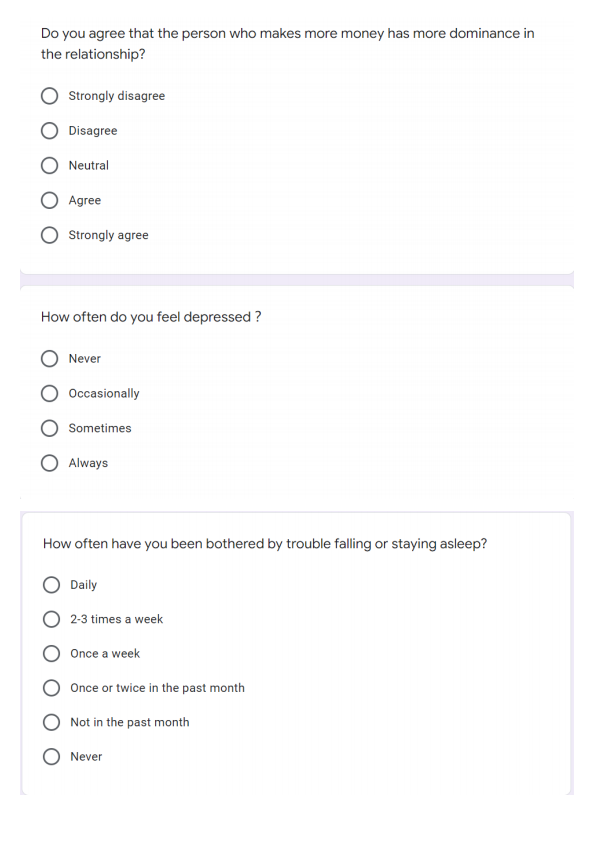 Do you agree that the person who makes more money has more dominance in
the relationship?
Strongly disagree
Disagree
Neutral
Agree
Strongly agree
How often do you feel depressed ?
Never
Occasionally
Sometimes
Always
How often have you been bothered by trouble falling or staying asleep?
Daily
2-3 times a week
Once a week
Once or twice in the past month
Not in the past month
Never